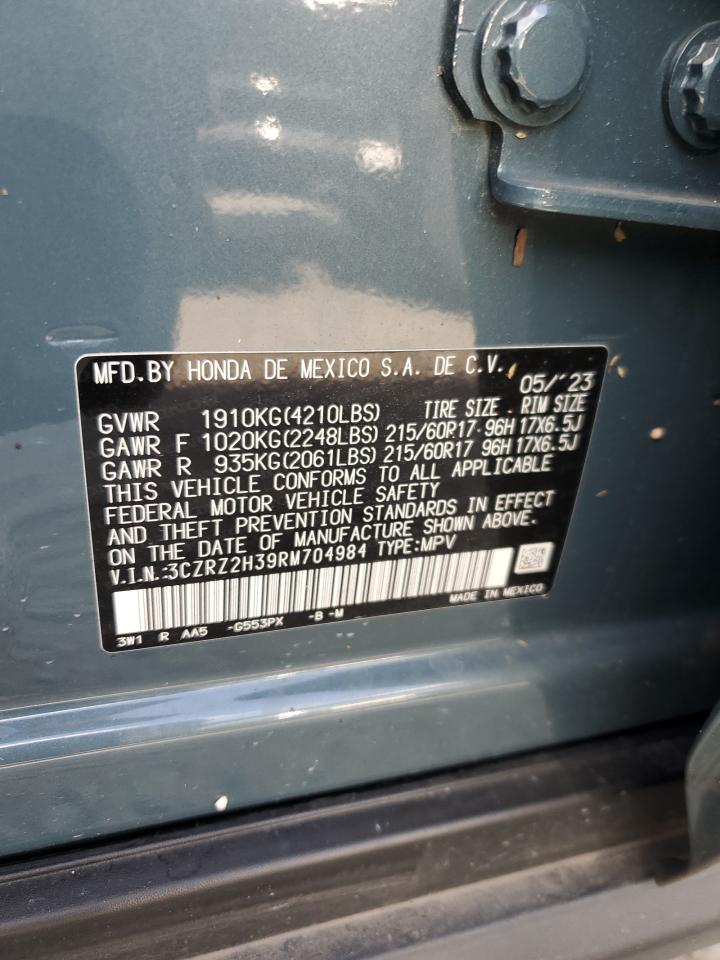 MFD.BY HONDA DE MEXICO S.A. DE C.V. 05/'23
GVWR 1910KG(4210LBS) TIRE SIZE RIM SIZE
GAWR F 1020KG(2248LBS) 215/60R17 96H 17X6.5J
GAWR R 935KG(2061LBS) 215/60R17 96H 17X6.5J
THIS VEHICLE CONFORMS TO ALL APPLICABLE
FEDERAL MOTOR VEHICLE SAFETY
AND THEFT PREVENTION STANDARDS IN EFFECT
ON THE DATE OF MANUFACTURE SHOWN ABOVE.
V.I.N.:3CZRZ2H39RM704984 TYPE:MPV
MADE IN MEXICO
3W1 R AA5 -G553PX -B -M